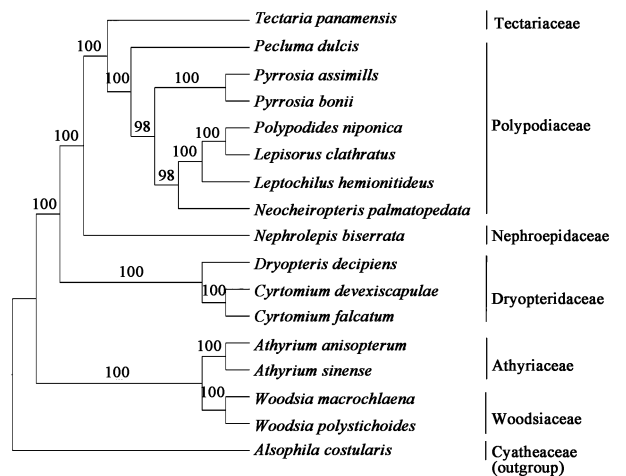 Tectaria panamensis
Tectariaceae
100
Pecluma dulcis
100
Pyrrosia assimills
100
Pyrrosia bonii
Polypodides niponica
Polypodiaceae
98
100
100
Lepisorus clathratus
100
98
Leptochilus hemionitideus
Neocheiropteris palmatopedata
100
Nephrolepis biserrata
Nephroepidaceae
Dryopteris decipiens
100
100
Cyrtomium devexiscapulae
Dryopteridaceae
Cyrtomium falcatum
Athyrium anisopterum
100
Athyriaceae
Athyrium sinense
100
100
Woodsia macrochlaena
Woodsiaceae
Woodsia polystichoides
Alsophila costularis
Cyatheaceae
(outgroup)